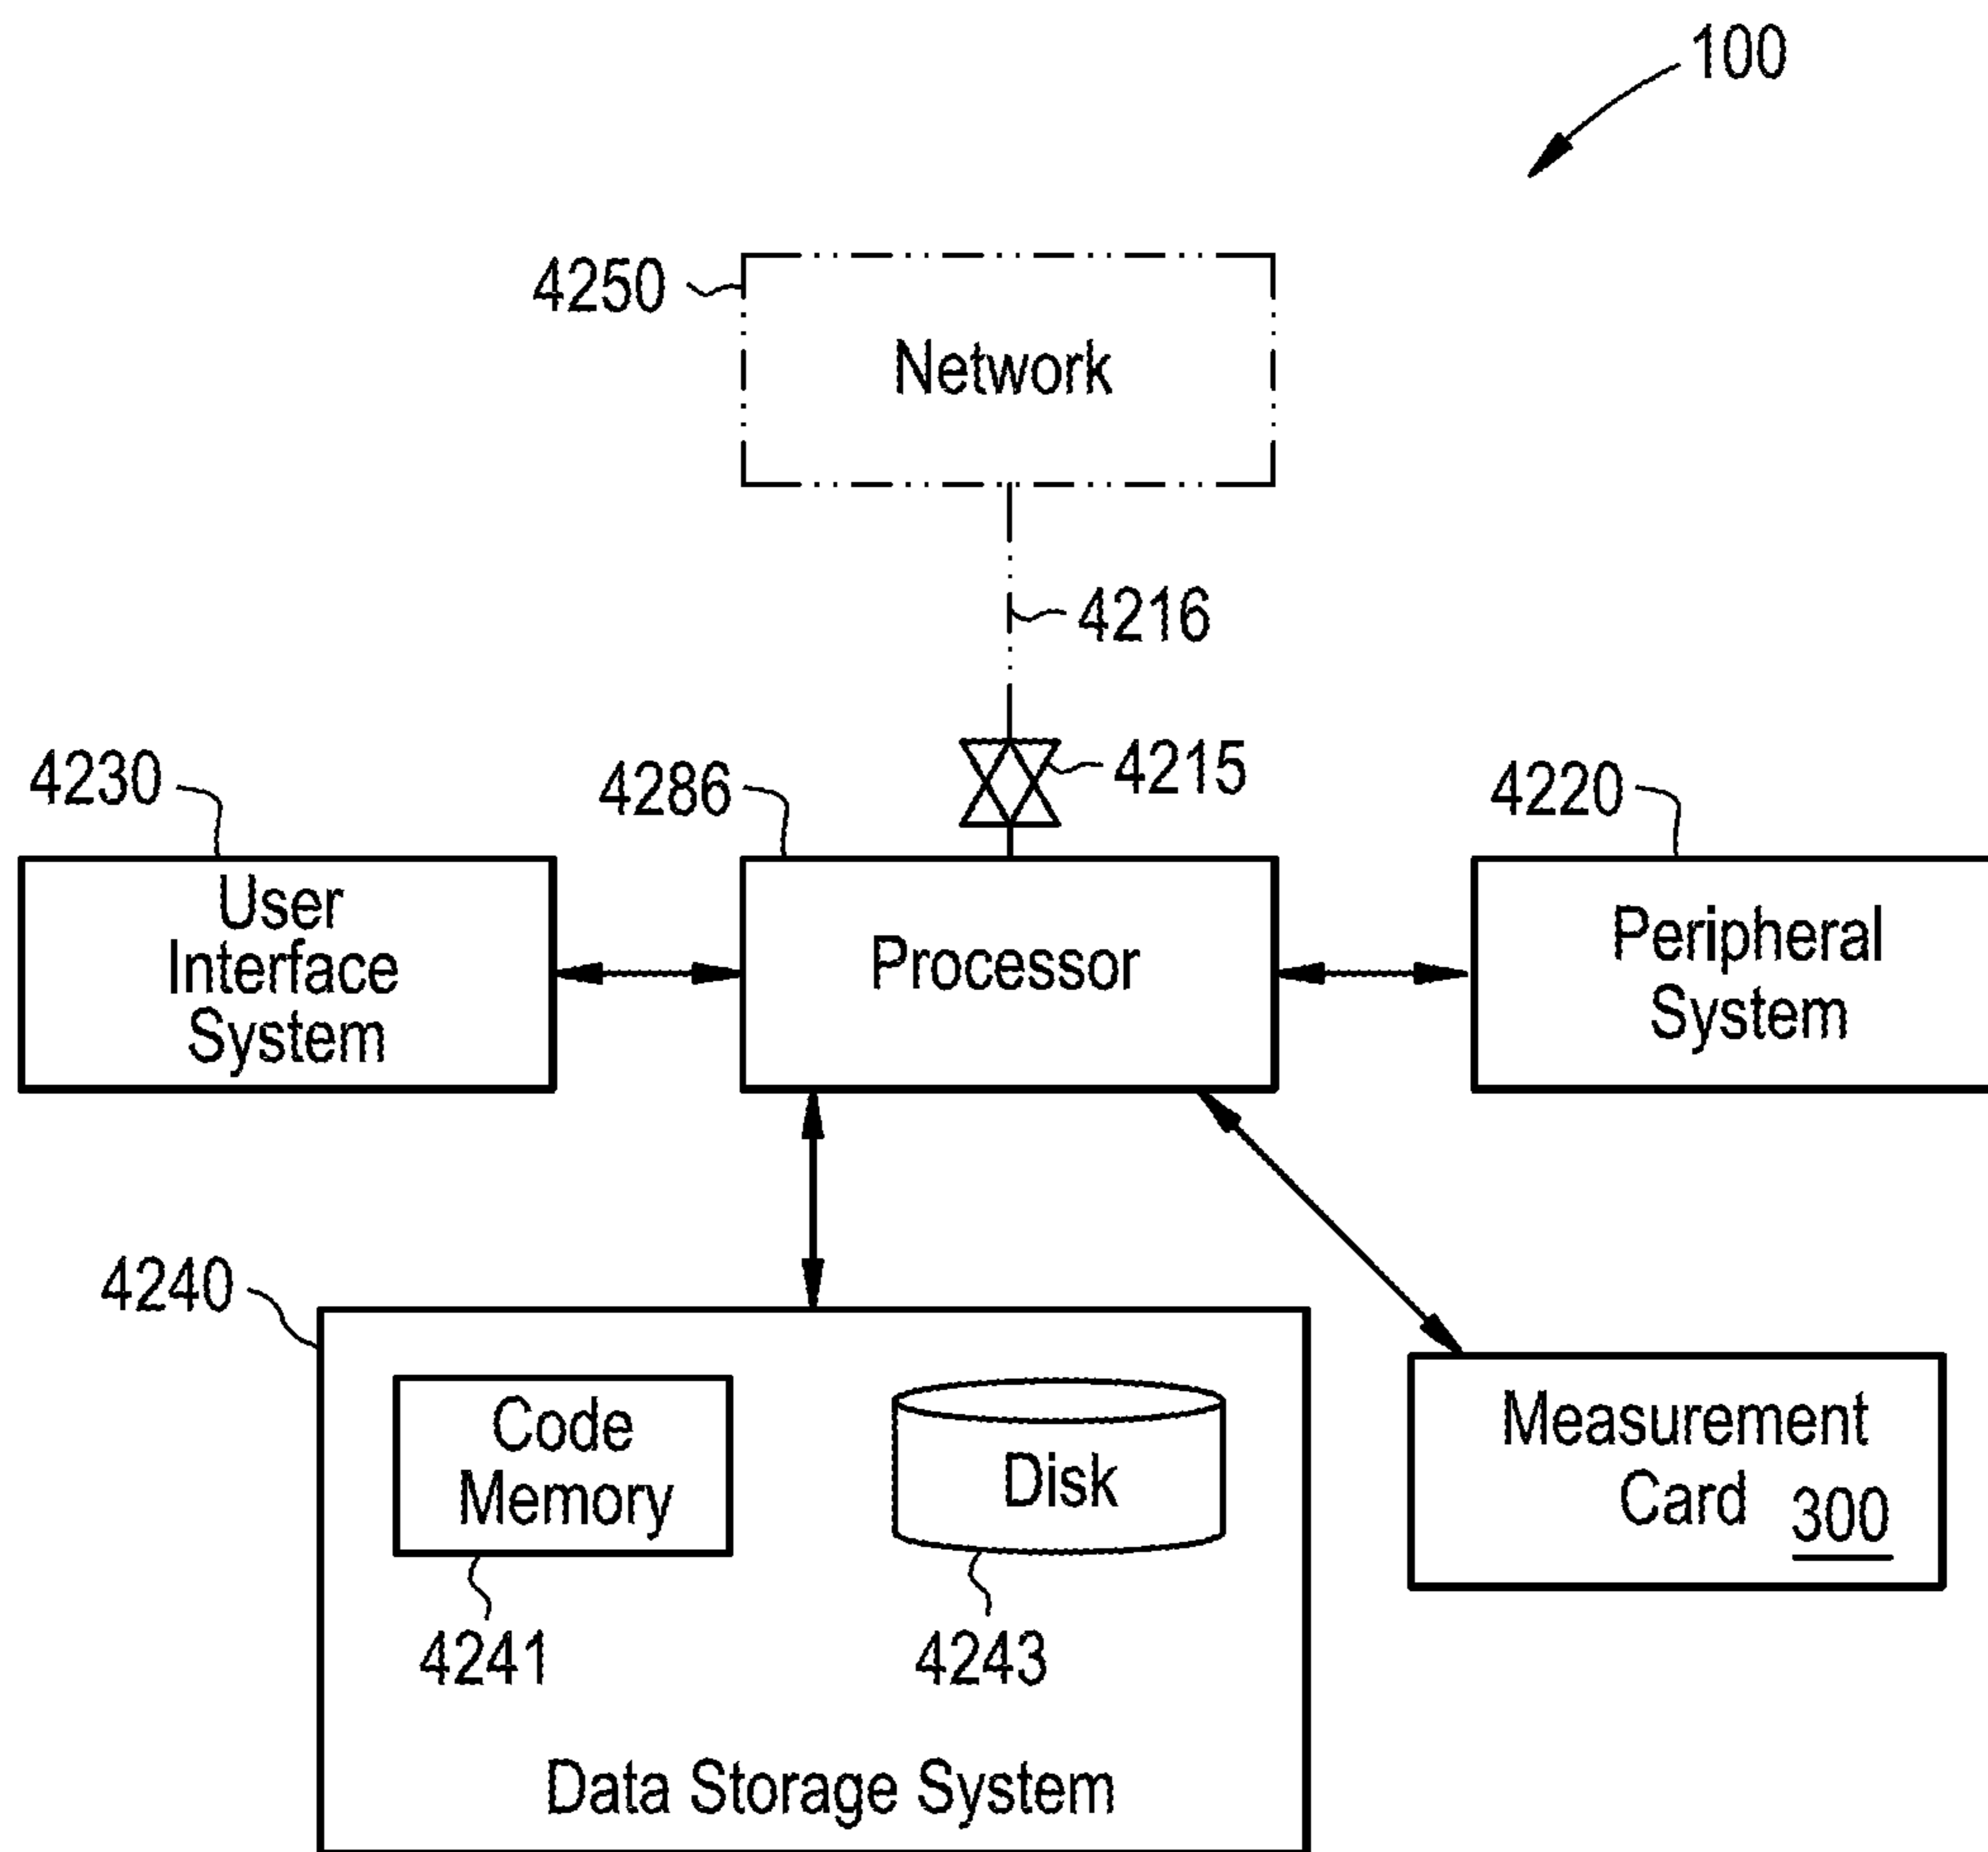 100
4250
Network
4216
4215
4230
4286
4220
User
Interface
System
Processor
Peripheral
System
4240
Code
Memory
Disk
Measurement
Card 300
4241
4243
Data Storage System